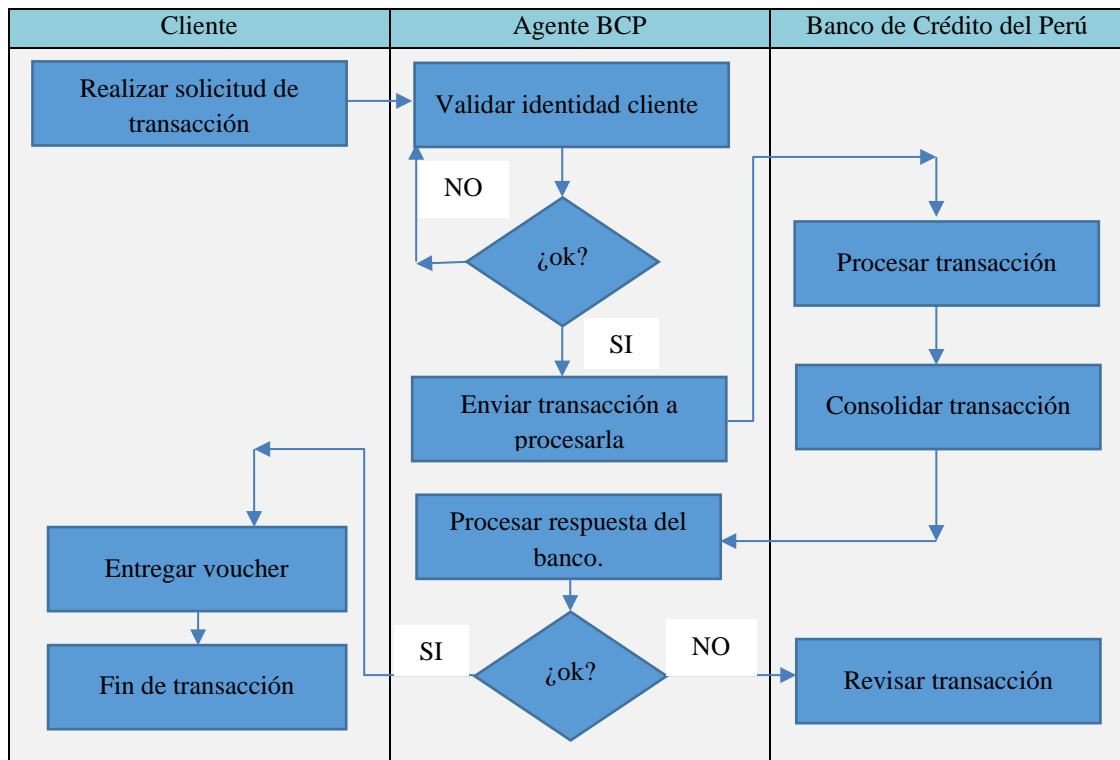 Cliente
Agente BCP
Banco de Crédito del Perú
Realizar solicitud de
transacción
Validar identidad cliente
NO
¿ok?
SI
Enviar transacción a
procesarla
Procesar transacción
Consolidar transacción
Procesar respuesta del
banco.
¿ok?
SI
NO
Entregar voucher
Fin de transacción
Revisar transacción